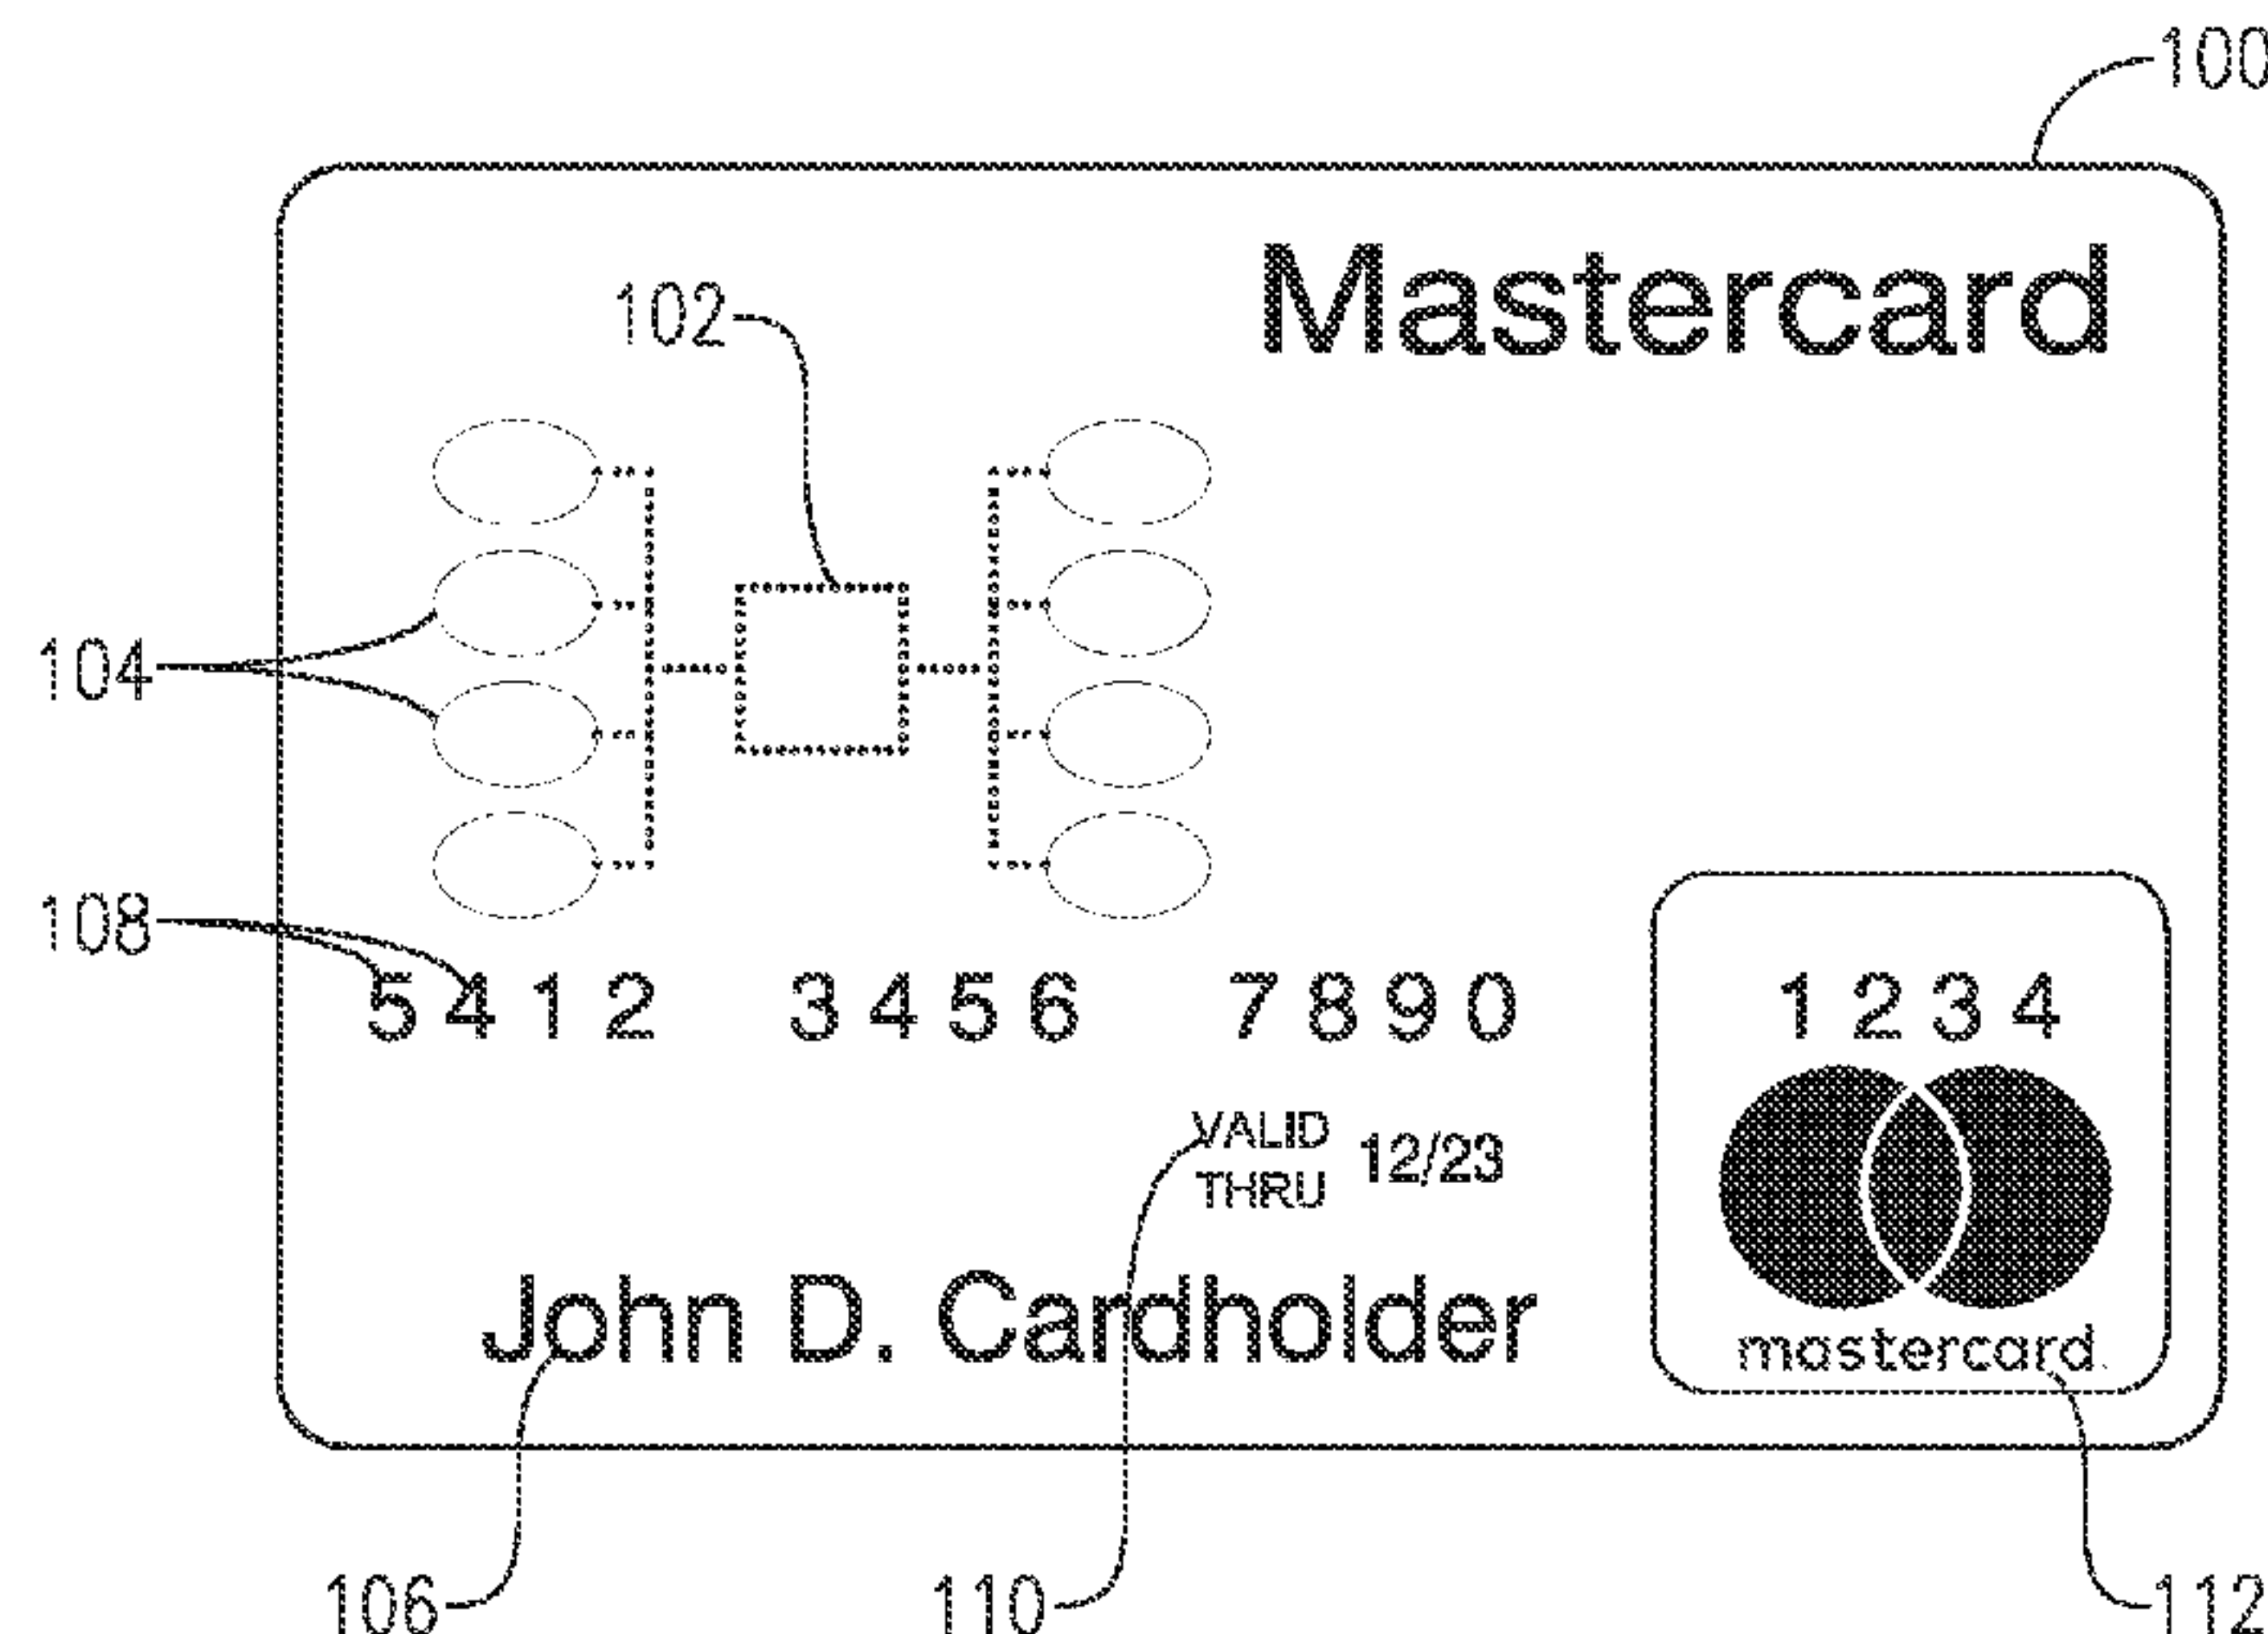 100
Mastercard
102
104
108
5412 3456 7890 1234
VALID
THRU 12/23
John D. Cardholder
mastercard.
106
110
112